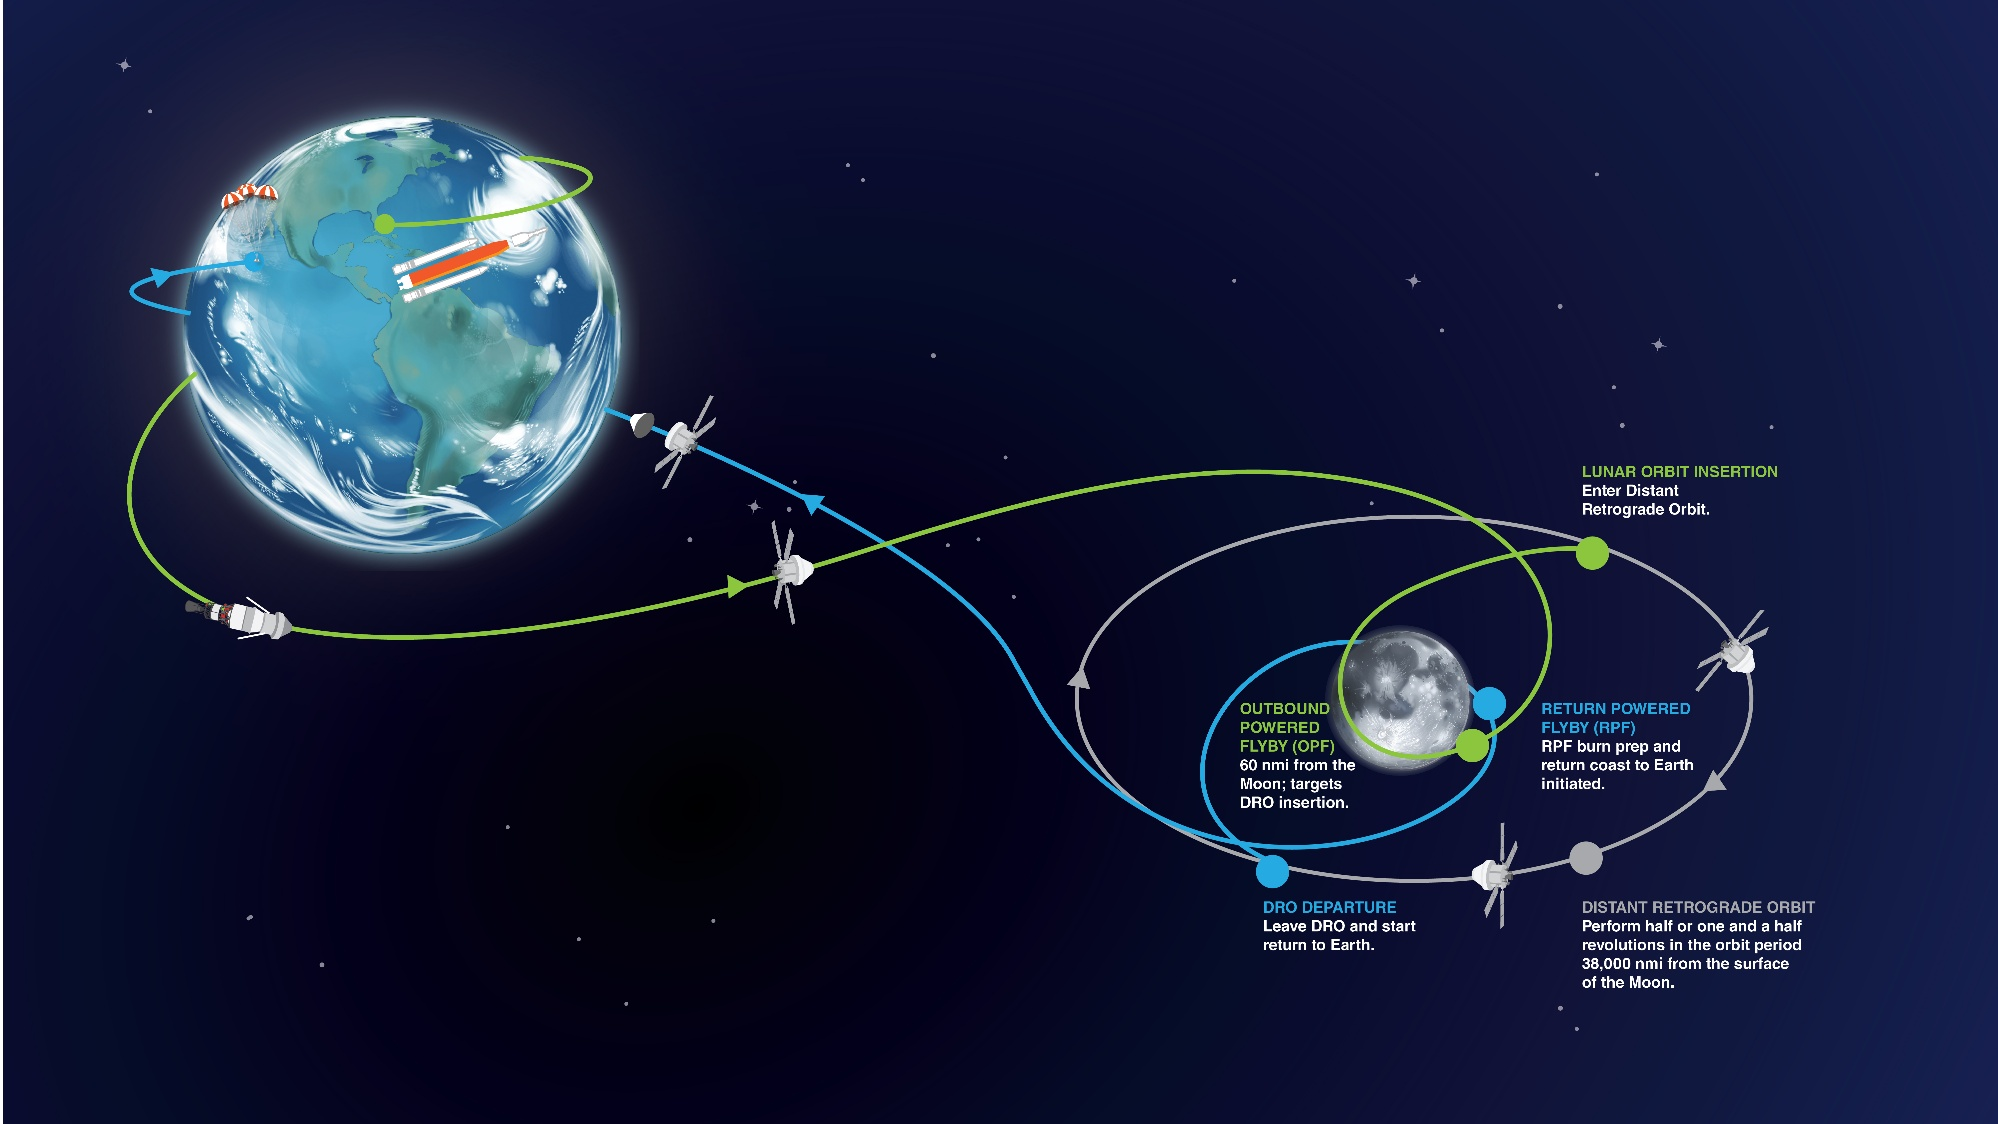 LUNAR ORBIT INSERTION
Enter Distant
Retrograde Orbit.
OUTBOUND
POWERED
FLYBY (OPF)
60 nmi from the
Moon; targets
DRO insertion.
RETURN POWERED
FLYBY (RPF)
RPF burn prep and
return coast to Earth
initiated.
DRO DEPARTURE
Leave DRO and start
return to Earth.
DISTANT RETROGRADE ORBIT
Perform half or one and a half
revolutions in the orbit period
38,000 nmi from the surface
of the Moon.